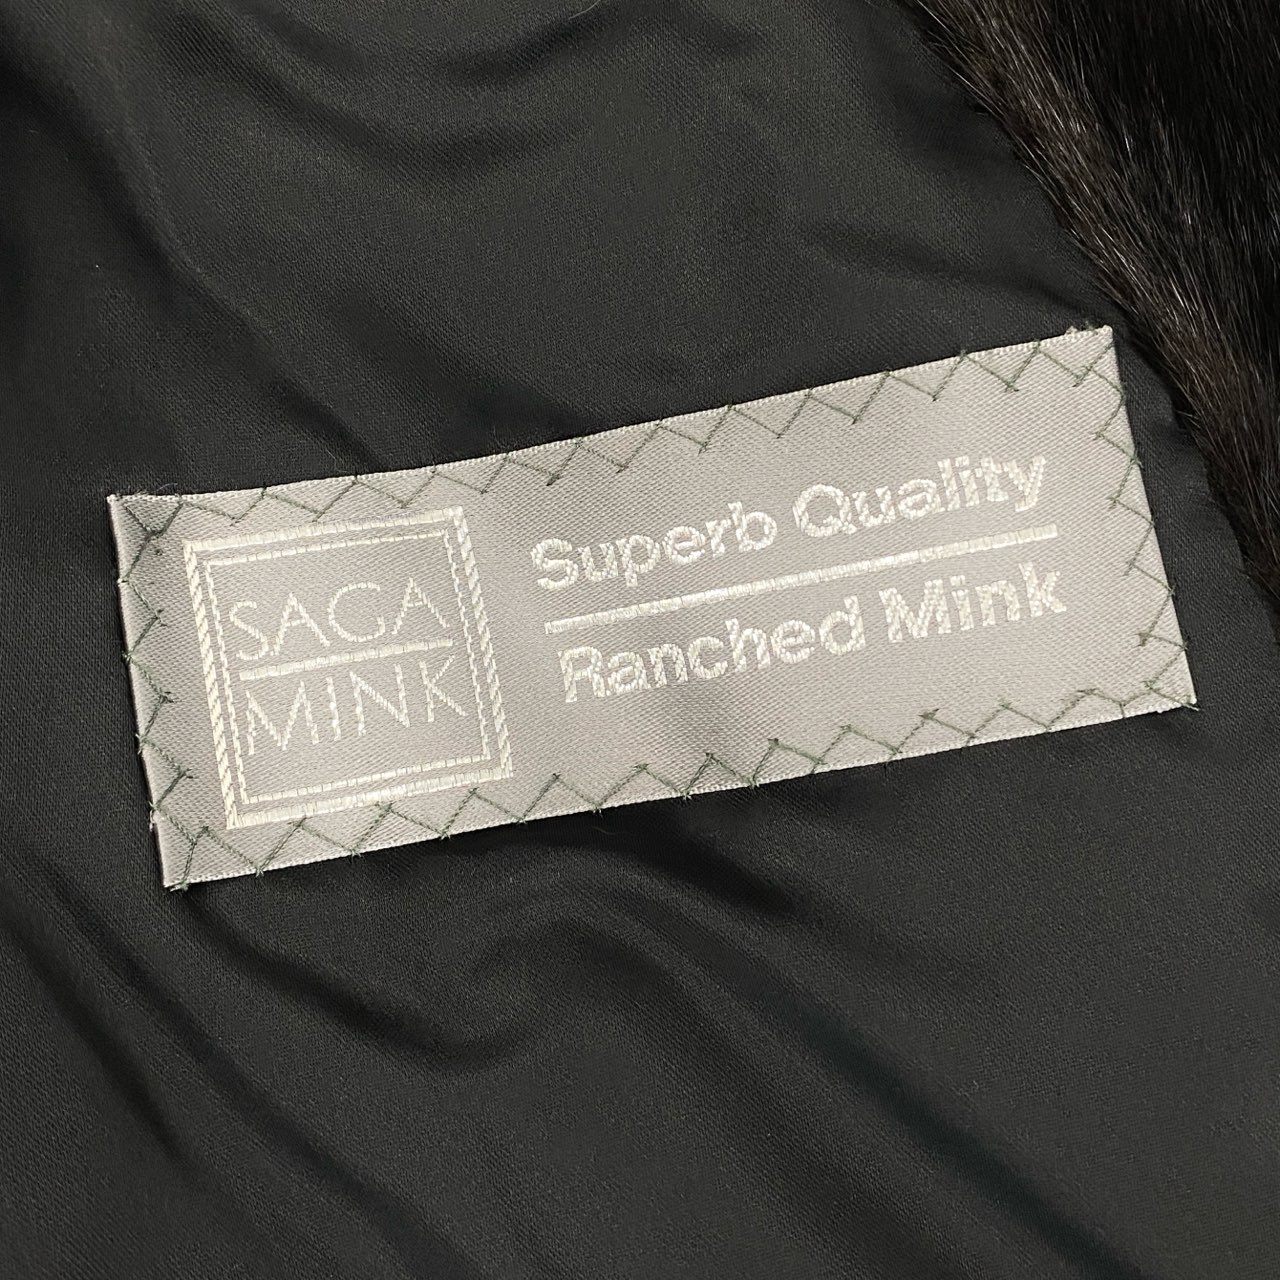 SAGA
MINK
Superb Quality
Ranched Mink